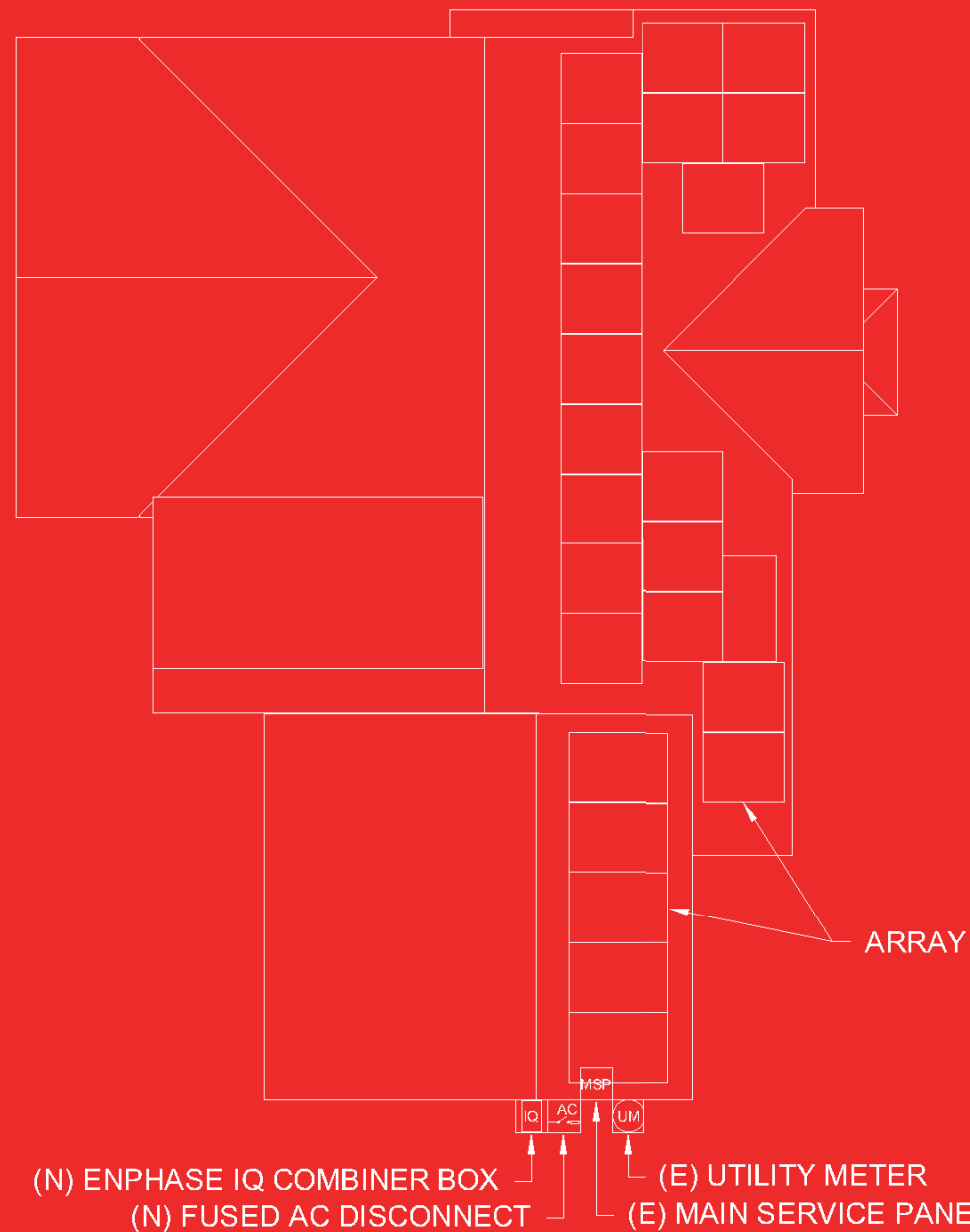 ARRAY
MSP
IQ
AC
UM
(N) ENPHASE IQ COMBINER BOX
(E) UTILITY METER
(N) FUSED AC DISCONNECT
(E) MAIN SERVICE PANE